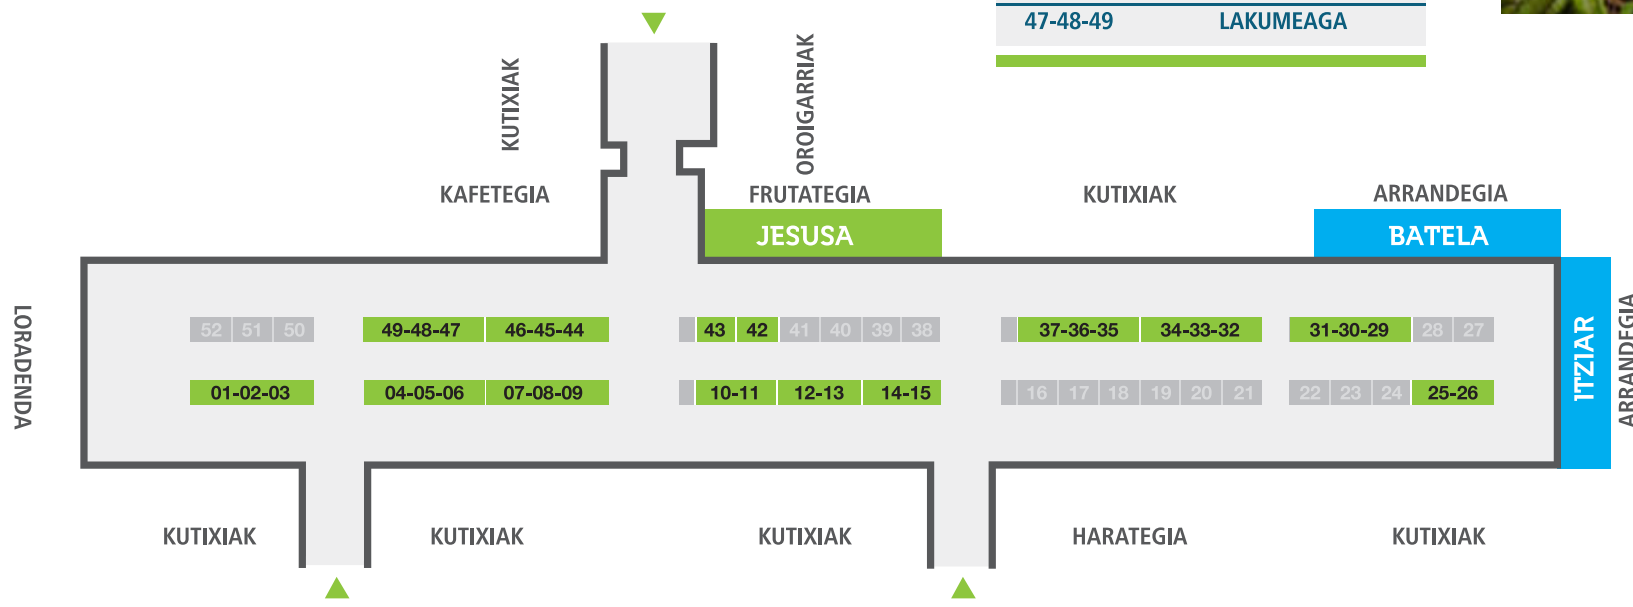 47-48-49 LAKUMEAGA
KUTIXIAK
OROIGARRIAK
KAFETEGIA
FRUTATEGIA
KUTIXIAK
ARRANDEGIA
JESUSA
BATELA
LORADENDA
52 51 50
49-48-47
46-45-44
43 42 41 40 39 38
37-36-35
34-33-32
31-30-29
28 27
ITZIAR
ARRANDEGIA
01-02-03
04-05-06
07-08-09
10-11
12-13
14-15
16 17 18 19 20 21
22 23 24
25-26
KUTIXIAK
KUTIXIAK
KUTIXIAK
HARATEGIA
KUTIXIAK